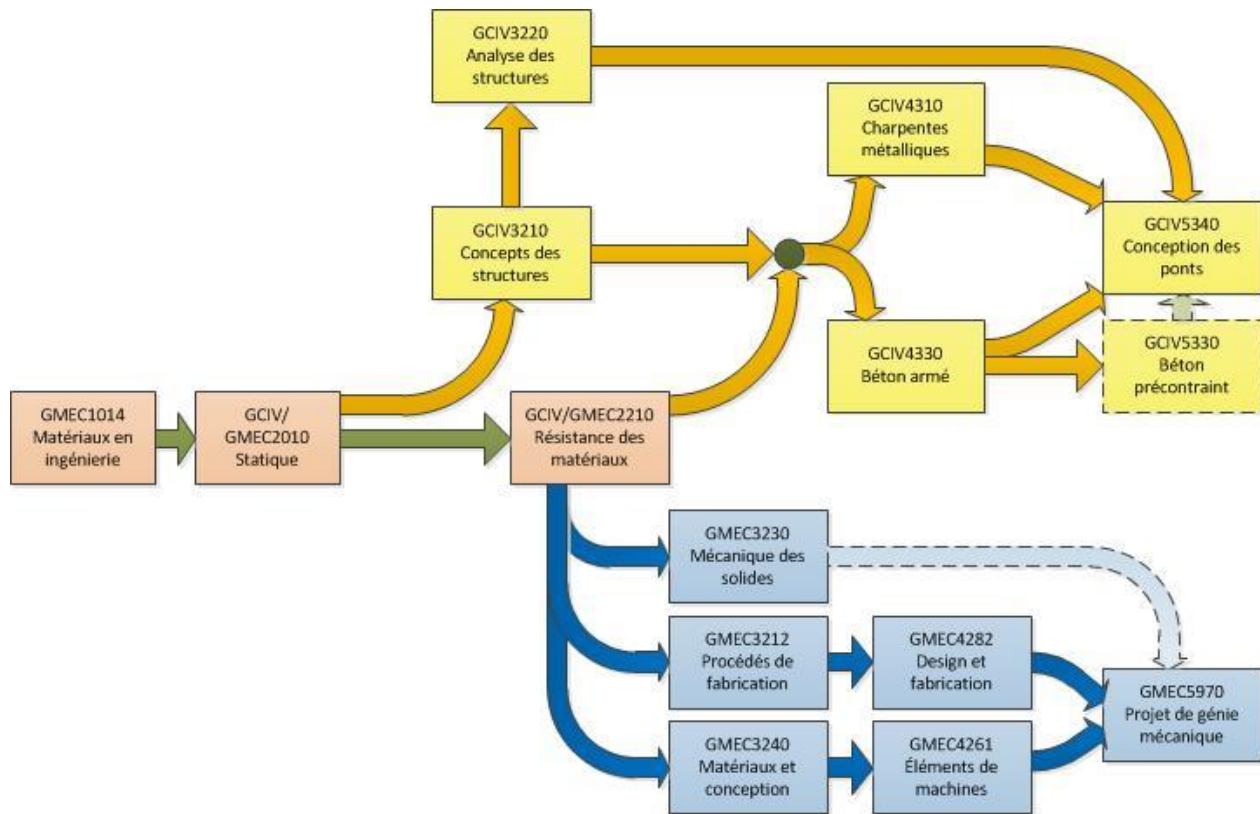 GCIV3220
Analyse des
structures
GCIV4310
Charpentes
métalliques
GCIV3210
Concepts des
structures
GCIV5340
Conception des
ponts
GCIV4330
Béton armé
GCIV5330
Béton
précontraint
GMEC1014
Matériaux en
ingénierie
GCIV/
GMEC2010
Statique
GCIV/GMEC2210
Résistance des
matériaux
GMEC3230
Mécanique des
solides
GMEC3212
Procédés de
fabrication
GMEC4282
Design et
fabrication
GMEC5970
Projet de génie
mécanique
GMEC3240
Matériaux et
conception
GMEC4261
Éléments de
machines